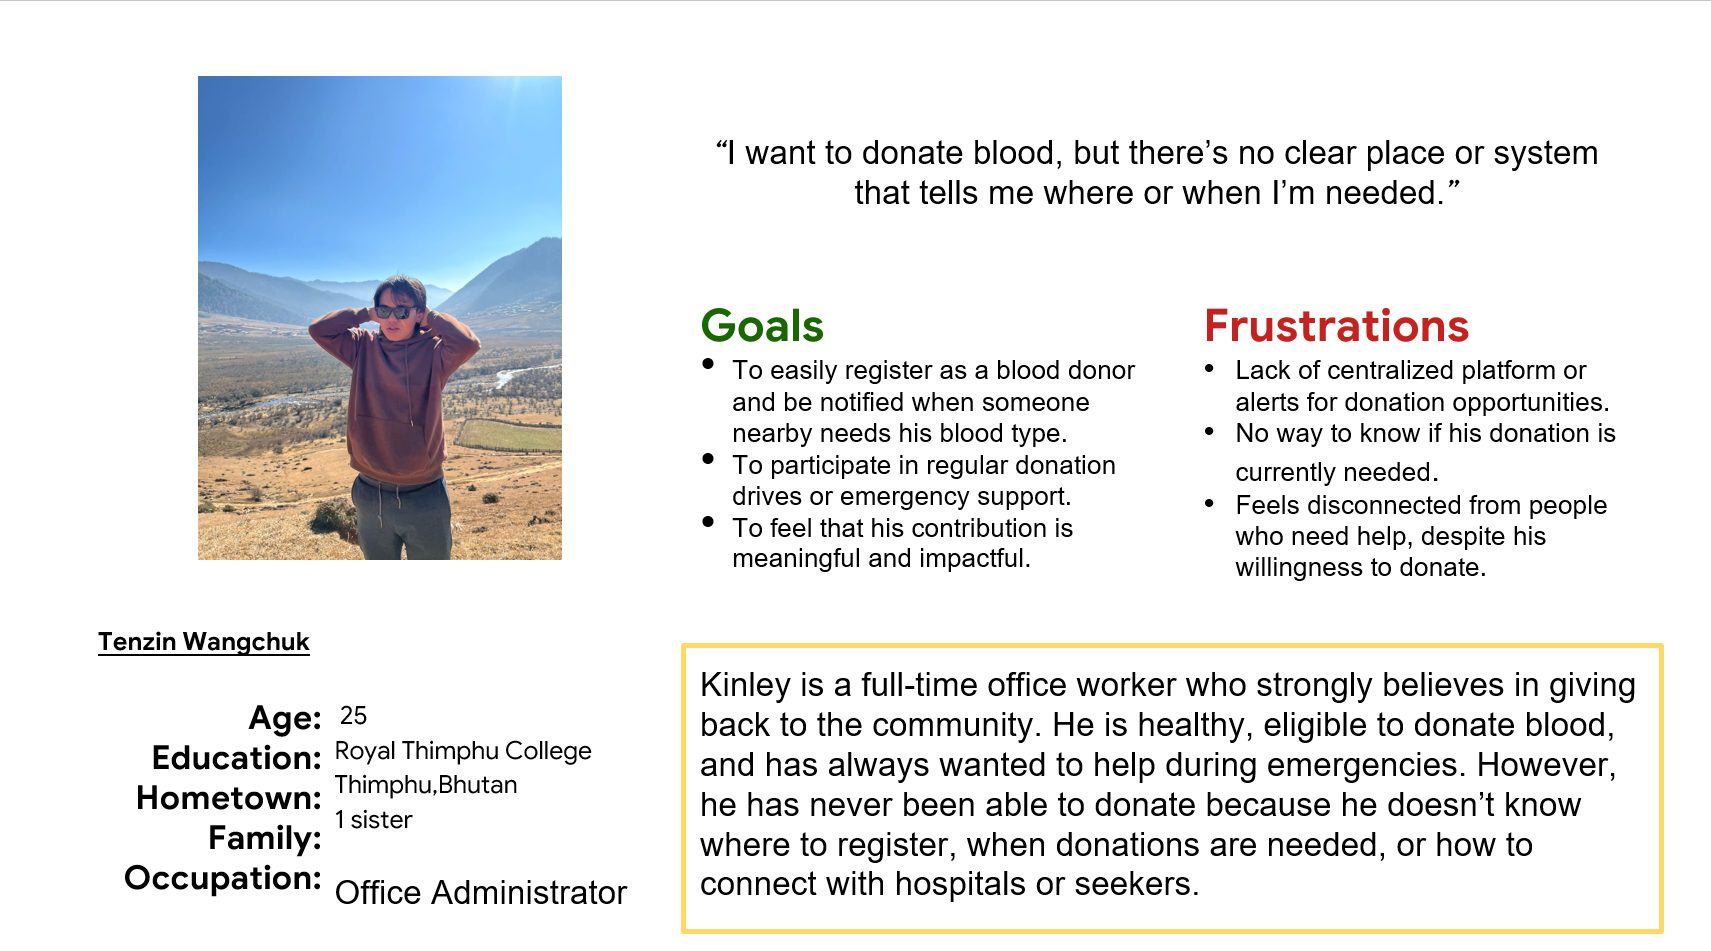 “I want to donate blood, but there’s no clear place or system
that tells me where or when I’m needed.”
Goals
• To easily register as a blood donor
and be notified when someone
nearby needs his blood type.
• To participate in regular donation
drives or emergency support.
• To feel that his contribution is
meaningful and impactful.
Frustrations
• Lack of centralized platform or
alerts for donation opportunities.
• No way to know if his donation is
currently needed.
• Feels disconnected from people
who need help, despite his
willingness to donate.
Tenzin Wangchuk
Age: 25
Education: Royal Thimphu College
Hometown: Thimphu,Bhutan
Family: 1 sister
Occupation: Office Administrator
Kinley is a full-time office worker who strongly believes in giving
back to the community. He is healthy, eligible to donate blood,
and has always wanted to help during emergencies. However,
he has never been able to donate because he doesn’t know
where to register, when donations are needed, or how to
connect with hospitals or seekers.